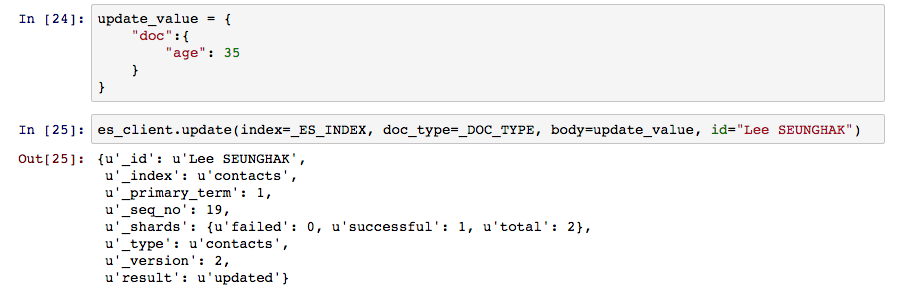 In [24]: update_value = {
    "doc":{
        "age": 35
    }
}
In [25]: es_client.update(index=_ES_INDEX, doc_type=_DOC_TYPE, body=update_value, id="Lee SEUNGHAK")
Out[25]: {u'_id': u'Lee SEUNGHAK',
 u'_index': u'contacts',
 u'_primary_term': 1,
 u'_seq_no': 19,
 u'_shards': {u'failed': 0, u'successful': 1, u'total': 2},
 u'_type': u'contacts',
 u'_version': 2,
 u'result': u'updated'}